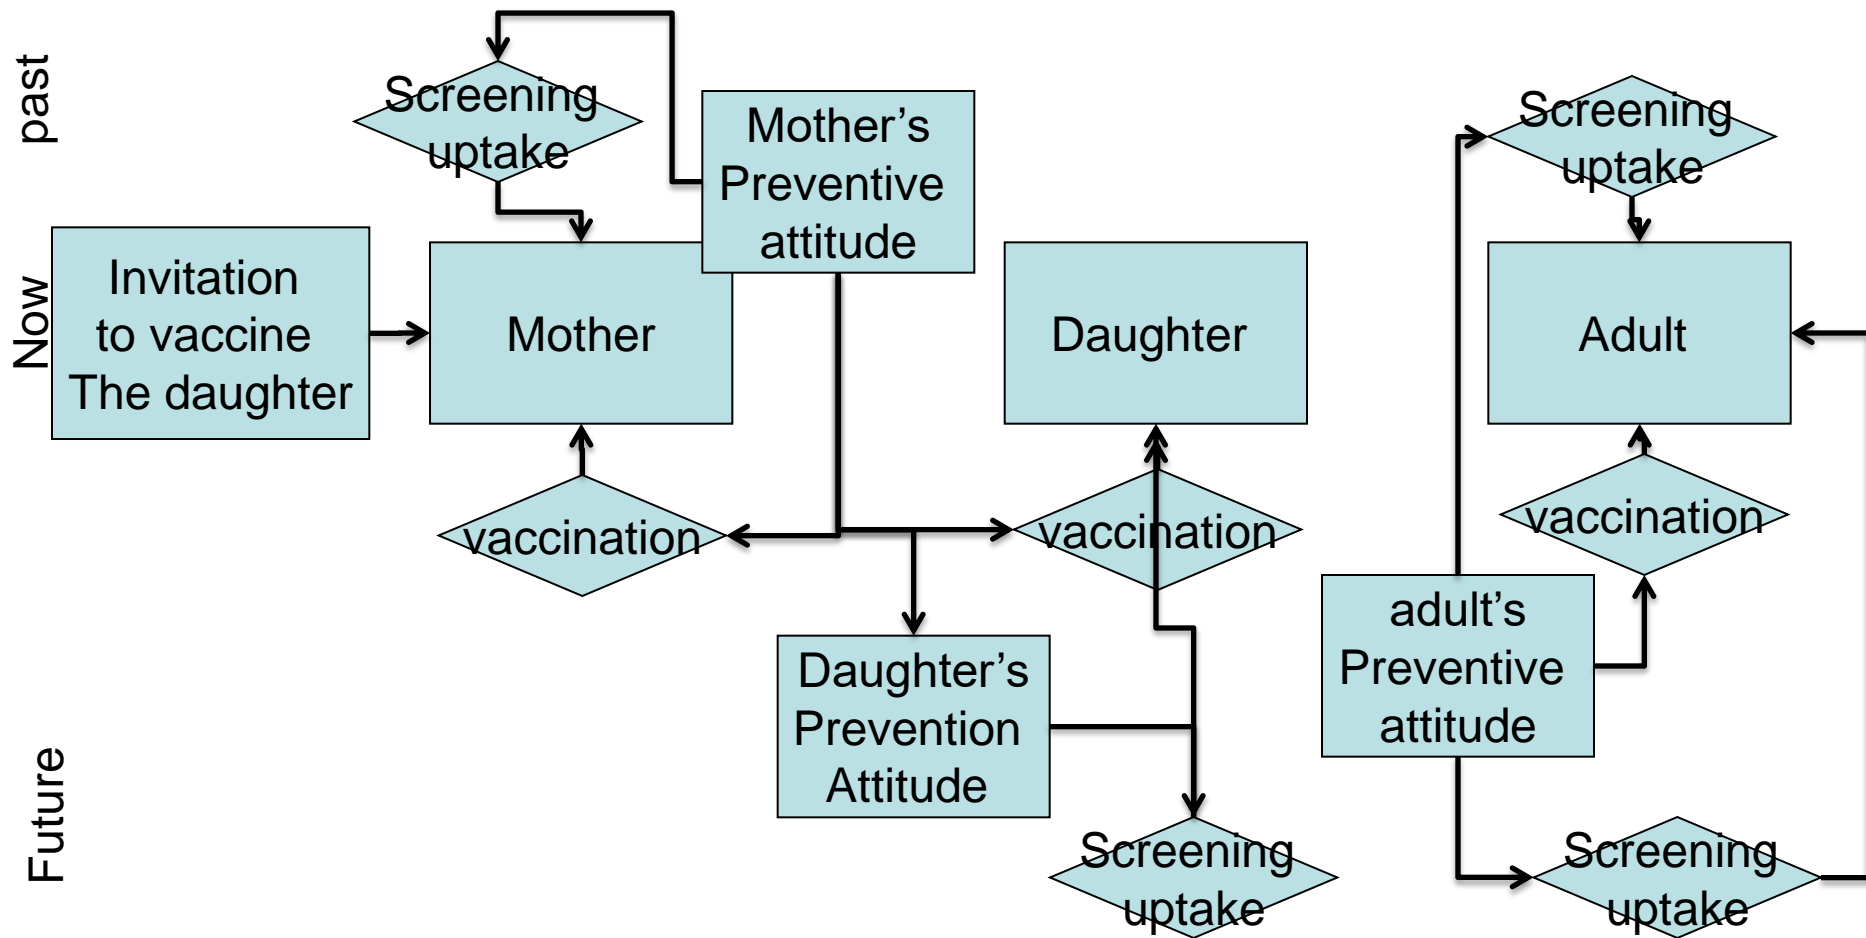 past
Screening
uptake
Mother’s
Preventive
attitude
Screening
uptake
Now
Invitation
to vaccine
The daughter
Mother
Daughter
Adult
vaccination
vaccination
vaccination
Future
Daughter’s
Prevention
Attitude
adult’s
Preventive
attitude
Screening
uptake
Screening
uptake